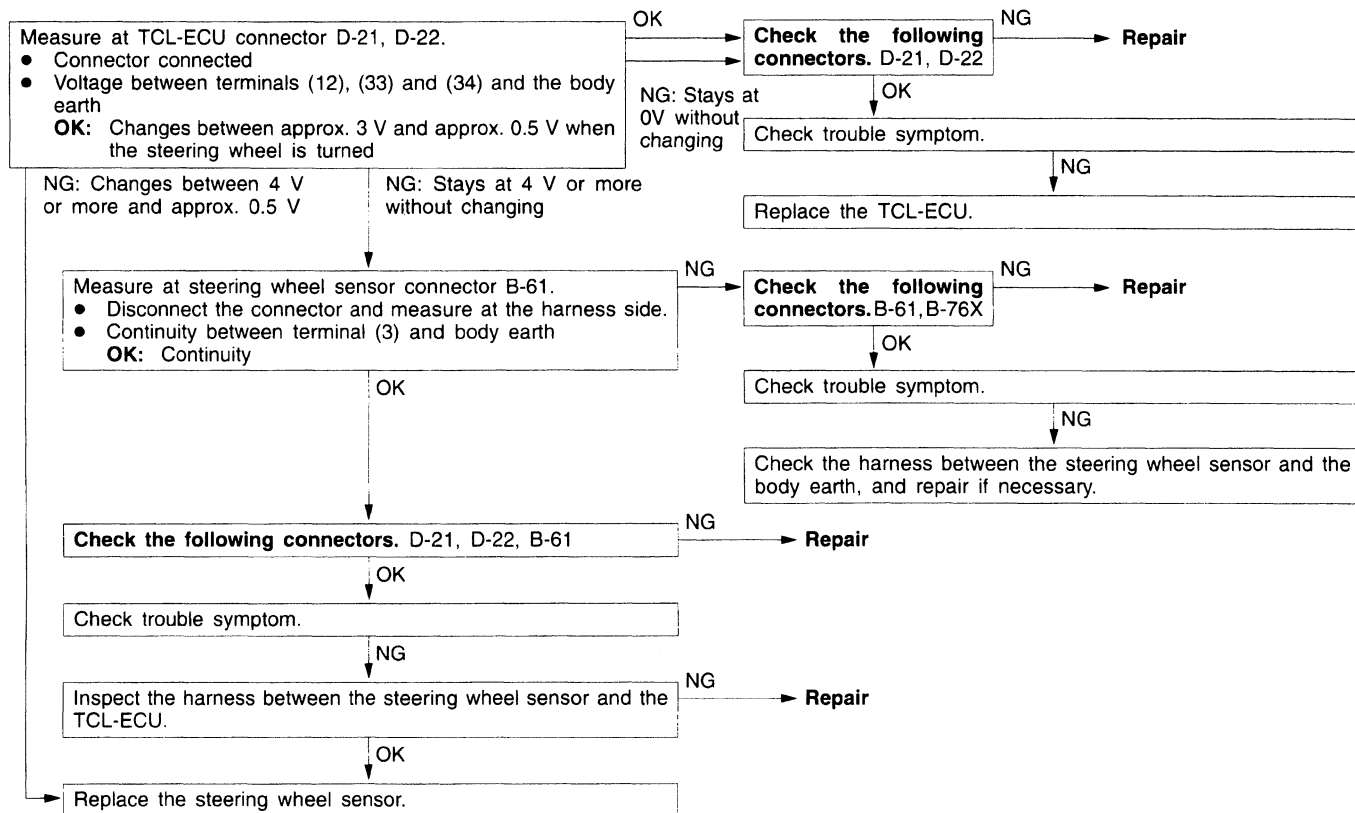 Measure at TCL-ECU connector D-21, D-22.
● Connector connected
● Voltage between terminals (12), (33) and (34) and the body
earth
OK: Changes between approx. 3 V and approx. 0.5 V when
the steering wheel is turned
OK
NG: Stays at
0V without
changing
Check the following
connectors. D-21, D-22
NG
Repair
OK
Check trouble symptom.
NG
Replace the TCL-ECU.
NG: Changes between 4 V
or more and approx. 0.5 V
NG: Stays at 4 V or more
without changing
Measure at steering wheel sensor connector B-61.
● Disconnect the connector and measure at the harness side.
● Continuity between terminal (3) and body earth
OK: Continuity
NG
Check the following
connectors. B-61, B-76X
NG
Repair
OK
Check trouble symptom.
NG
Check the harness between the steering wheel sensor and the
body earth, and repair if necessary.
OK
Check the following connectors. D-21, D-22, B-61
NG
Repair
OK
Check trouble symptom.
NG
Inspect the harness between the steering wheel sensor and the
TCL-ECU.
NG
Repair
OK
Replace the steering wheel sensor.